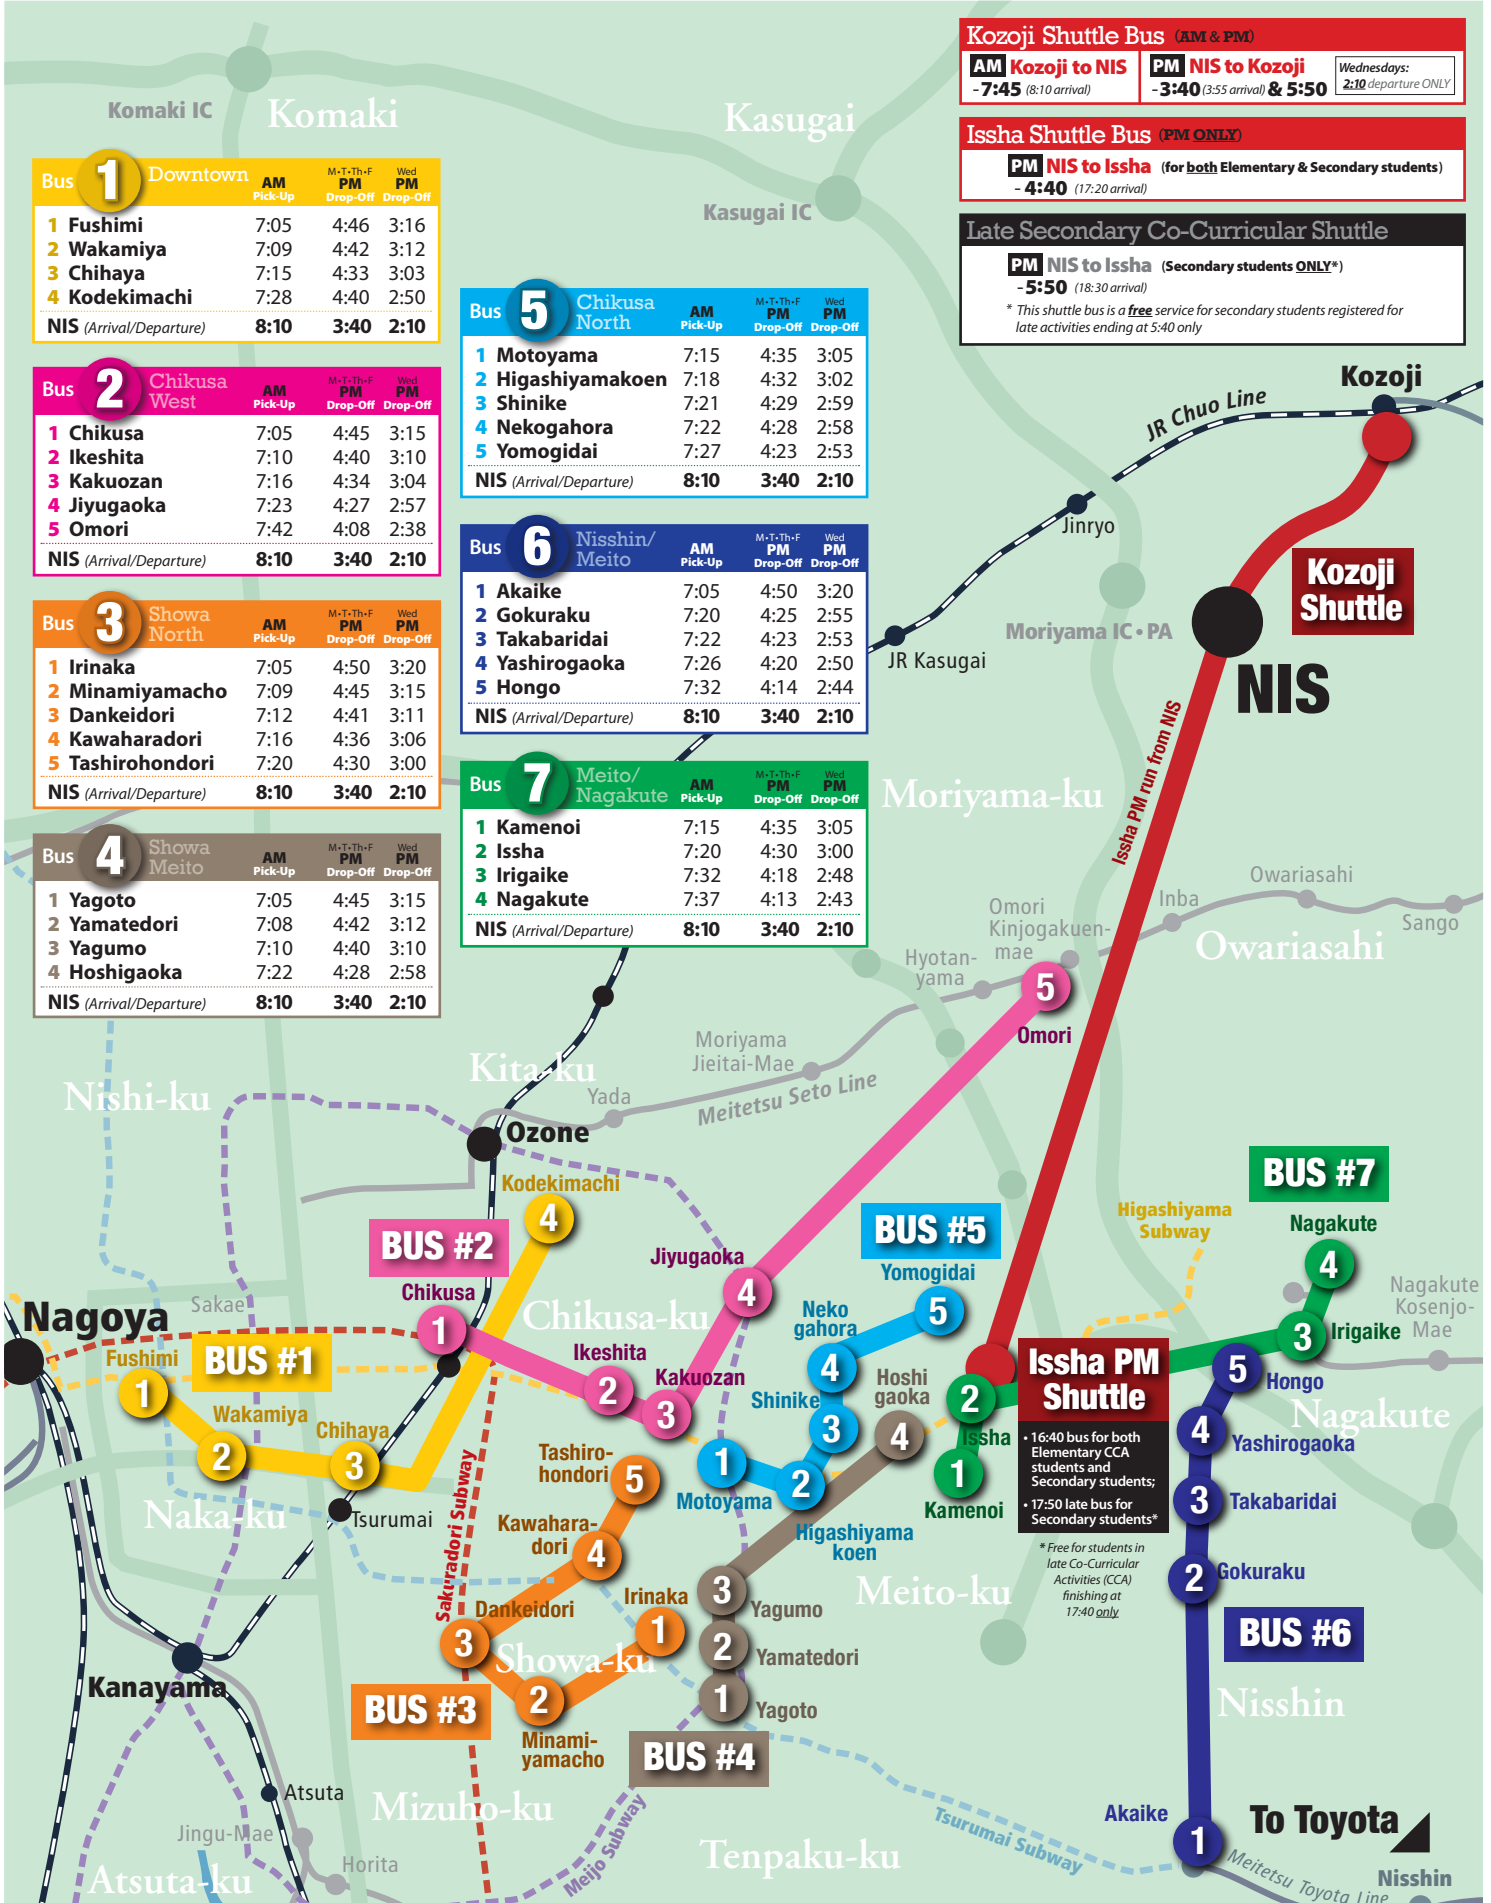 Kozoji Shuttle Bus (AM & PM)
AM Kozoji to NIS
- 7:45 (8:10 arrival)
PM NIS to Kozoji
- 3:40 (3:55 arrival) & 5:50
Wednesdays:
2:10 departure ONLY
Issha Shuttle Bus (PM ONLY)
PM NIS to Issha (for both Elementary & Secondary students)
- 4:40 (17:20 arrival)
Late Secondary Co-Curricular Shuttle
PM NIS to Issha (Secondary students ONLY*)
- 5:50 (18:30 arrival)
* This shuttle bus is a free service for secondary students registered for
late activities ending at 5:40 only
Komaki IC
Komaki
Kasugai
Kasugai IC
Bus 1 Downtown AM Pick-Up M•T•Th•F PM Drop-Off Wed PM Drop-Off
1 Fushimi 7:05 4:46 3:16
2 Wakamiya 7:09 4:42 3:12
3 Chihaya 7:15 4:33 3:03
4 Kodekimachi 7:28 4:40 2:50
NIS (Arrival/Departure) 8:10 3:40 2:10
Bus 2 Chikusa West AM Pick-Up M•T•Th•F PM Drop-Off Wed PM Drop-Off
1 Chikusa 7:05 4:45 3:15
2 Ikeshita 7:10 4:40 3:10
3 Kakuozan 7:16 4:34 3:04
4 Jiyugaoka 7:23 4:27 2:57
5 Omori 7:42 4:08 2:38
NIS (Arrival/Departure) 8:10 3:40 2:10
Bus 3 Showa North AM Pick-Up M•T•Th•F PM Drop-Off Wed PM Drop-Off
1 Irinaka 7:05 4:50 3:20
2 Minamiyamacho 7:09 4:45 3:15
3 Dankeidori 7:12 4:41 3:11
4 Kawaharadori 7:16 4:36 3:06
5 Tashirohondori 7:20 4:30 3:00
NIS (Arrival/Departure) 8:10 3:40 2:10
Bus 4 Showa Meito AM Pick-Up M•T•Th•F PM Drop-Off Wed PM Drop-Off
1 Yagoto 7:05 4:45 3:15
2 Yamatedori 7:08 4:42 3:12
3 Yagumo 7:10 4:40 3:10
4 Hoshigaoka 7:22 4:28 2:58
NIS (Arrival/Departure) 8:10 3:40 2:10
Bus 5 Chikusa North AM Pick-Up M•T•Th•F PM Drop-Off Wed PM Drop-Off
1 Motoyama 7:15 4:35 3:05
2 Higashiyamakoen 7:18 4:32 3:02
3 Shinike 7:21 4:29 2:59
4 Nekogahora 7:22 4:28 2:58
5 Yomogidai 7:27 4:23 2:53
NIS (Arrival/Departure) 8:10 3:40 2:10
Bus 6 Nisshin/ Meito AM Pick-Up M•T•Th•F PM Drop-Off Wed PM Drop-Off
1 Akaike 7:05 4:50 3:20
2 Gokuraku 7:20 4:25 2:55
3 Takabaridai 7:22 4:23 2:53
4 Yashirogaoka 7:26 4:20 2:50
5 Hongo 7:32 4:14 2:44
NIS (Arrival/Departure) 8:10 3:40 2:10
Bus 7 Meito/ Nagakute AM Pick-Up M•T•Th•F PM Drop-Off Wed PM Drop-Off
1 Kamenoi 7:15 4:35 3:05
2 Issha 7:20 4:30 3:00
3 Irigaike 7:32 4:18 2:48
4 Nagakute 7:37 4:13 2:43
NIS (Arrival/Departure) 8:10 3:40 2:10
Kozoji
JR Chuo Line
Jinryo
Kozoji
Shuttle
Moriyama IC • PA
JR Kasugai
NIS
Issha PM run from NIS
Moriyama-ku
Owariasahi
Inba
Omori
Kinjogakuen-
mae
Sango
Owariasahi
Hyotan-
yama
5
Omori
Moriyama
Jieitai-Mae
Meitetsu Seto Line
Kita-ku
Yada
Nishi-ku
Ozone
Kodekimachi
4
BUS #7
Higashiyama
Subway
Nagakute
4
BUS #2
BUS #5
Jiyugaoka
4
Yomogidai
5
Chikusa
1
Nagoya
Sakae
Chikusa-ku
Neko
gahora
4
Nagakute
Kosenjo-
Mae
3
Irigaike
Fushimi
1
BUS #1
Ikeshita
2
Kakuozan
3
Hoshi
gaoka
4
Shinike
3
2
Issha
Issha PM
Shuttle
• 16:40 bus for both
Elementary CCA
students and
Secondary students;
• 17:50 late bus for
Secondary students*
* Free for students in
late Co-Curricular
Activities (CCA)
finishing at
17:40 only
5
Hongo
Nagakute
4
Yashirogaoka
Wakamiya
2
Chihaya
3
Tashiro-
hondori
5
1
Motoyama
2
Higashiyama
koen
1
Kamenoi
3
Takabaridai
Naka-ku
Tsurumai
Sakuradori Subway
Kawahara-
dori
4
2
Gokuraku
Meito-ku
Irinaka
1
Dankeidori
3
Showa-ku
3
Yagumo
2
Yamatedori
BUS #6
Kanayama
BUS #3
2
Minami-
yamacho
1
Yagoto
BUS #4
Nisshin
Atsuta
Mizuho-ku
Meijo Subway
Tsurumai Subway
Akaike
1
To Toyota
Jingu-Mae
Horita
Atsuta-ku
Tenpaku-ku
Meitetsu Toyota Line
Nisshin